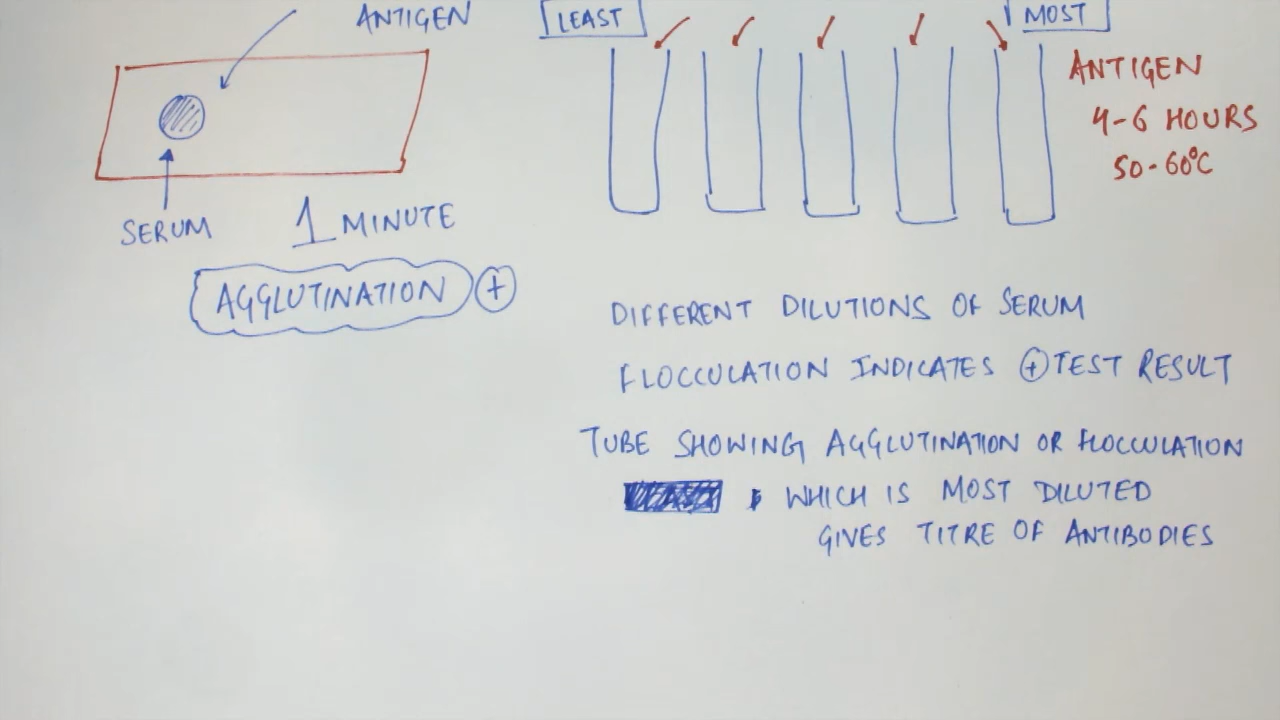 ANTIGEN
SERUM
1 MINUTE
AGGLUTINATION +
LEAST
MOST
ANTIGEN
4-6 HOURS
50-60°C
DIFFERENT DILUTIONS OF SERUM
FLOCCULATION INDICATES + TEST RESULT
TUBE SHOWING AGGLUTINATION OR FLOCCULATION
WHICH IS MOST DILUTED
GIVES TITRE OF ANTIBODIES